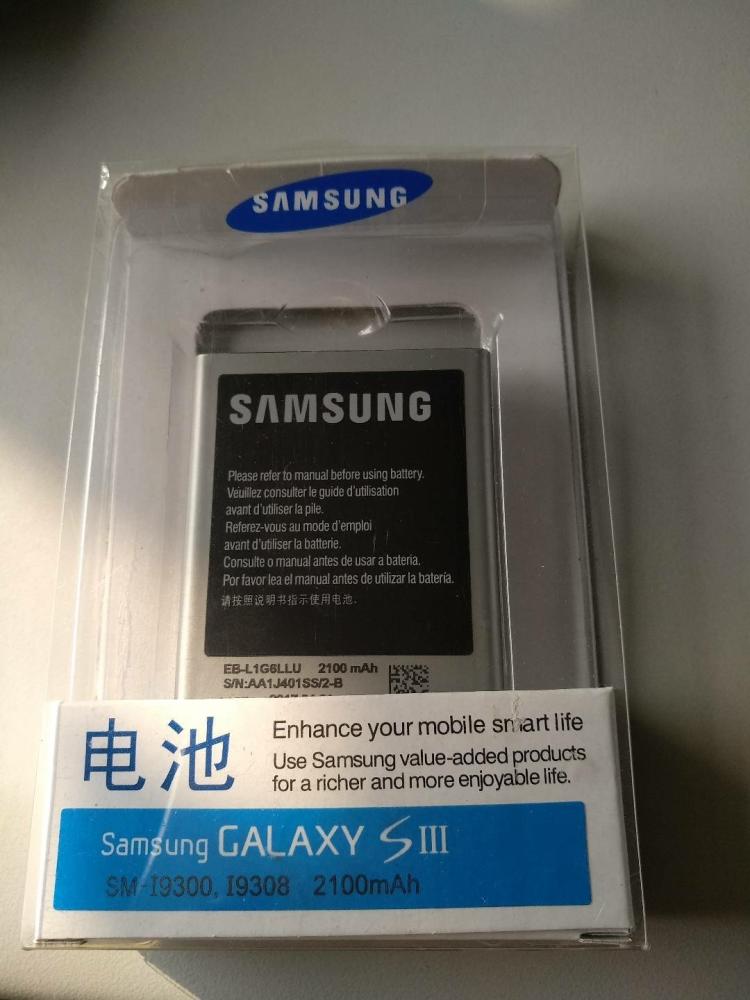 SAMSUNG
SAMSUNG
Please refer to manual before using battery.
Veuillez consulter le guide d'utilisation
avant d'utiliser la pile.
Referez-vous au mode d'emploi
avant d'utiliser la batterie.
Consulte o manual antes de usar a bateria.
Por favor lea el manual antes de utilizar la batería.
请按照说明书指示使用电池.
EB-L1G6LLU 2100 mAh
S/N:AA1J401SS/2-B
电池
Enhance your mobile smart life
Use Samsung value-added products
for a richer and more enjoyable life.
Samsung GALAXY S III
SM-I9300, I9308 2100mAh